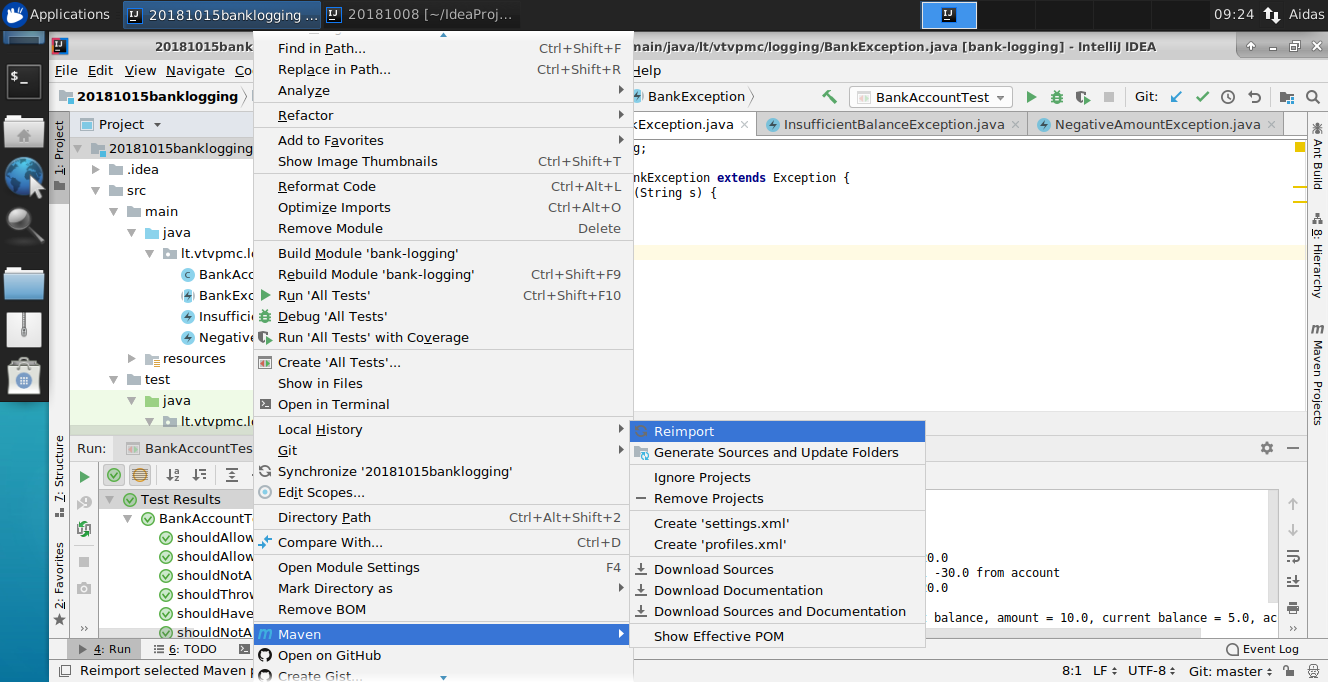 Applications
20181015banklogging ...
20181008 [~/IdeaProj...
09:24
Aidas
20181015bank
main/java/lt/vtvpmc/logging/BankException.java [bank-logging] - IntelliJ IDEA
File Edit View Navigate Co
Help
20181015banklogging
BankException
BankAccountTest
Git:
Project
Exception.java
InsufficientBalanceException.java
NegativeAmountException.java
1: Project
7: Structure
2: Favorites
20181015banklogging
.idea
src
main
java
lt.vtvpmc.l
BankAcc
BankExc
Insuffici
Negative
resources
test
java
lt.vtvpmc.l
g;
nkException extends Exception {
(String s) {
Ant Build
8: Hierarchy
Maven Projects
Find in Path... Ctrl+Shift+F
Replace in Path... Ctrl+Shift+R
Analyze
Refactor
Add to Favorites
Show Image Thumbnails Ctrl+Shift+T
Reformat Code Ctrl+Alt+L
Optimize Imports Ctrl+Alt+O
Remove Module Delete
Build Module 'bank-logging'
Rebuild Module 'bank-logging' Ctrl+Shift+F9
Run 'All Tests' Ctrl+Shift+F10
Debug 'All Tests'
Run 'All Tests' with Coverage
Create 'All Tests'...
Show in Files
Open in Terminal
Local History
Git
Synchronize '20181015banklogging'
Edit Scopes...
Directory Path Ctrl+Alt+Shift+2
Compare With... Ctrl+D
Open Module Settings F4
Mark Directory as
Remove BOM
Maven
Open on GitHub
Create Gist...
Reimport
Generate Sources and Update Folders
Ignore Projects
Remove Projects
Create 'settings.xml'
Create 'profiles.xml'
Download Sources
Download Documentation
Download Sources and Documentation
Show Effective POM
Run:
BankAccountTes
Test Results
BankAccountT
shouldAllow
shouldAllow
shouldNotA
shouldThrow
shouldHave
shouldNotA
0.0
-30.0 from account
0.0
balance, amount = 10.0, current balance = 5.0, ac
4: Run
6: TODO
Event Log
Reimport selected Maven p
8:1 LF UTF-8 Git: master